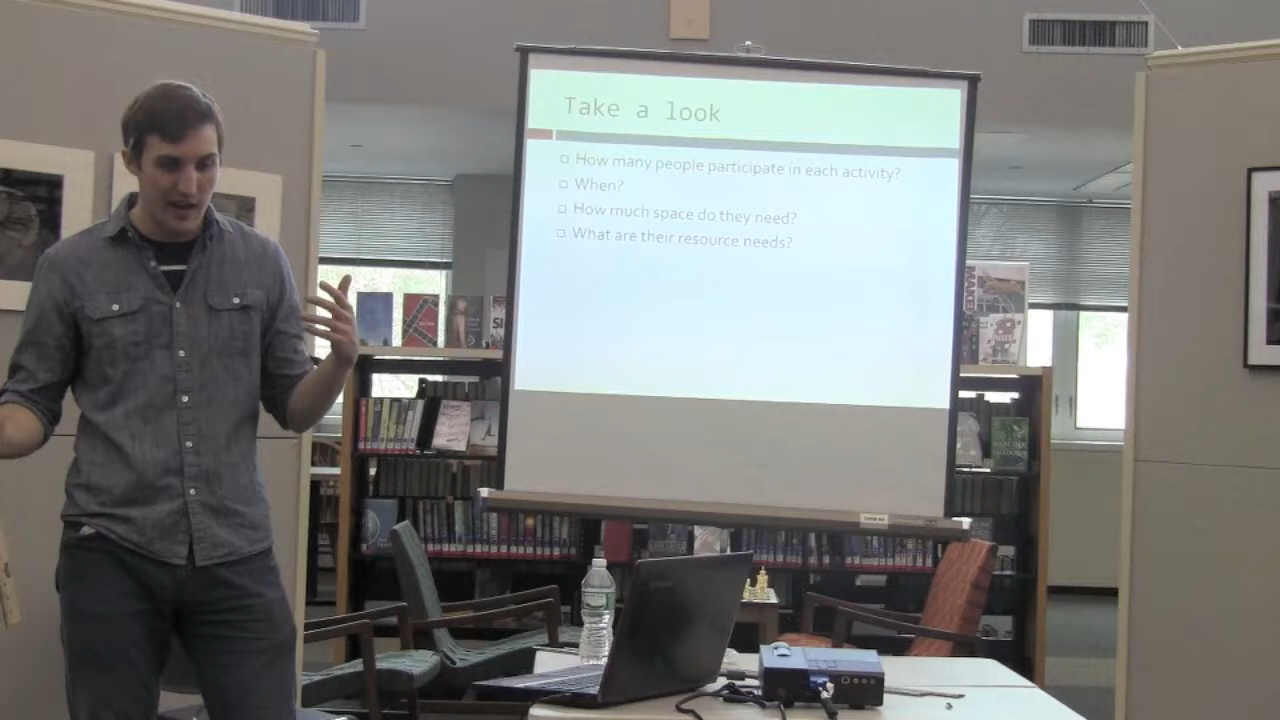 Take a look
How many people participate in each activity?
When?
How much space do they need?
What are their resource needs?
MAKE: